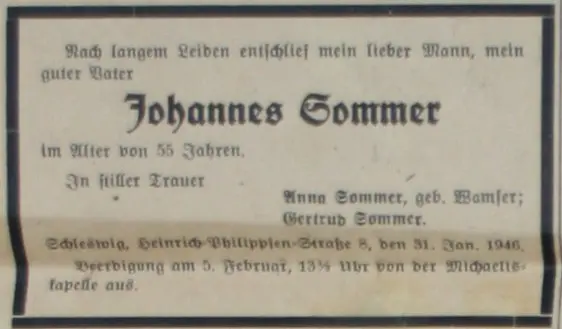 Nach langem Leiden entschlief mein lieber Mann, mein
guter Vater
Johannes Sommer
im Alter von 55 Jahren.
In stiller Trauer
Anna Sommer, geb. Wamser;
Gertrud Sommer.
Schleswig, Heinrich-Philippsen-Straße 8, den 31. Jan. 1946.
Beerdigung am 5. Februar, 13¾ Uhr von der Michaelis-
kapelle aus.